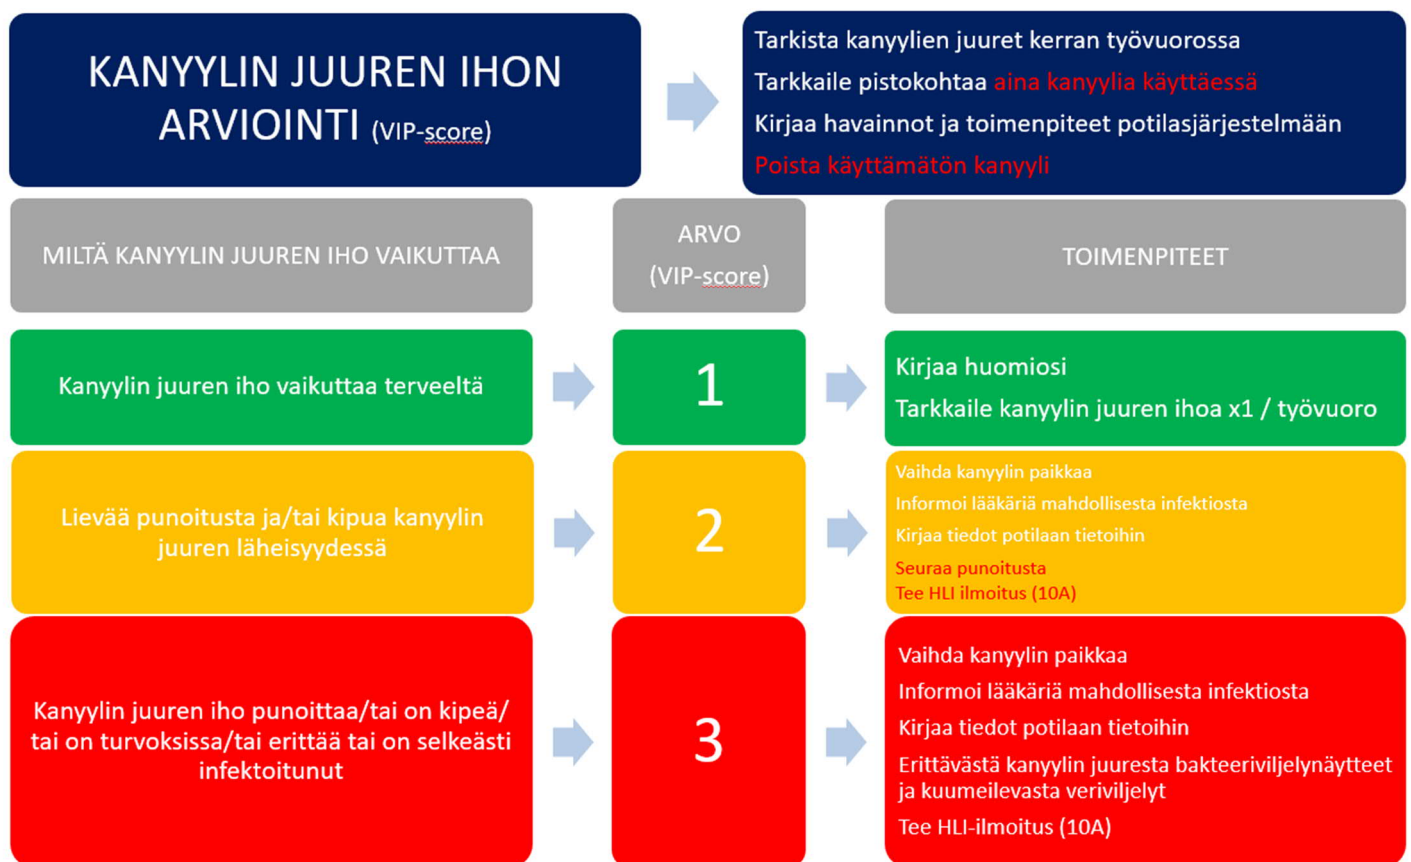 KANYYLIN JUUREN IHON
ARVIOINTI (VIP-score)
Tarkista kanyylien juuret kerran työvuorossa
Tarkkaile pistokohtaa aina kanyylia käyttäessä
Kirjaa havainnot ja toimenpiteet potilasjärjestelmään
Poista käyttämätön kanyyli
MILTÄ KANYYLIN JUUREN IHO VAIKUTTAA
ARVO
(VIP-score)
TOIMENPITEET
Kanyylin juuren iho vaikuttaa terveeltä
1
Kirjaa huomiosi
Tarkkaile kanyylin juuren ihoa x1 / työvuoro
Lievää punoitusta ja/tai kipua kanyylin
juuren läheisyydessä
2
Vaihda kanyylin paikkaa
Informoi lääkäriä mahdollisesta infektiosta
Kirjaa tiedot potilaan tietoihin
Seuraa punoitusta
Tee HLI ilmoitus (10A)
Kanyylin juuren iho punoittaa/tai on kipeä/
tai on turvoksissa/tai erittää tai on selkeästi
infektoitunut
3
Vaihda kanyylin paikkaa
Informoi lääkäriä mahdollisesta infektiosta
Kirjaa tiedot potilaan tietoihin
Erittävästä kanyylin juuresta bakteeriviljelynäytteet
ja kuumeilevasta veriviljelyt
Tee HLI-ilmoitus (10A)